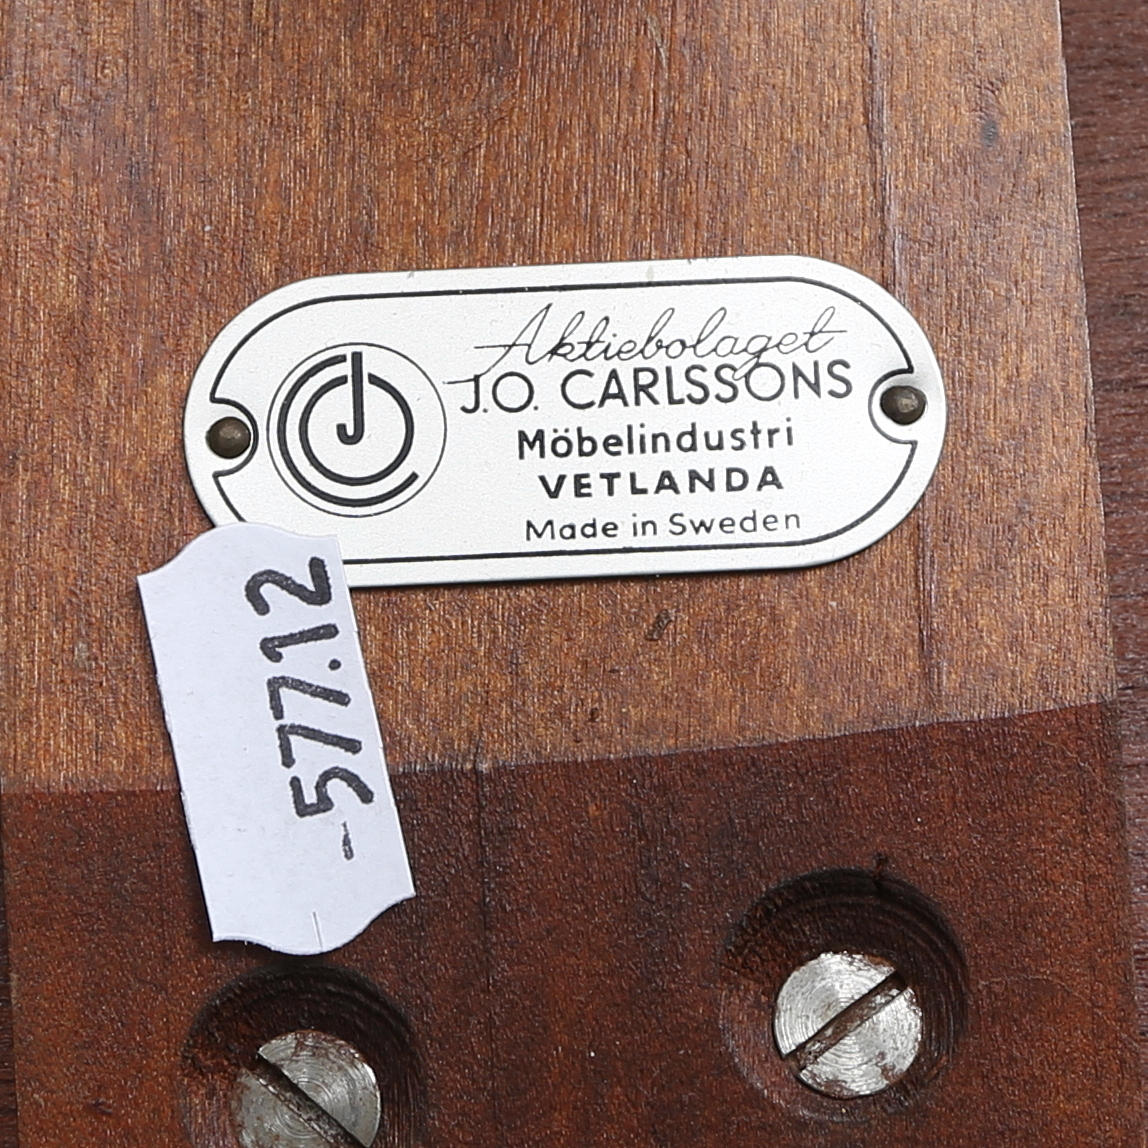 Aktiebolaget
J.O. CARLSSONS
Möbelindustri
VETLANDA
Made in Sweden
577.12